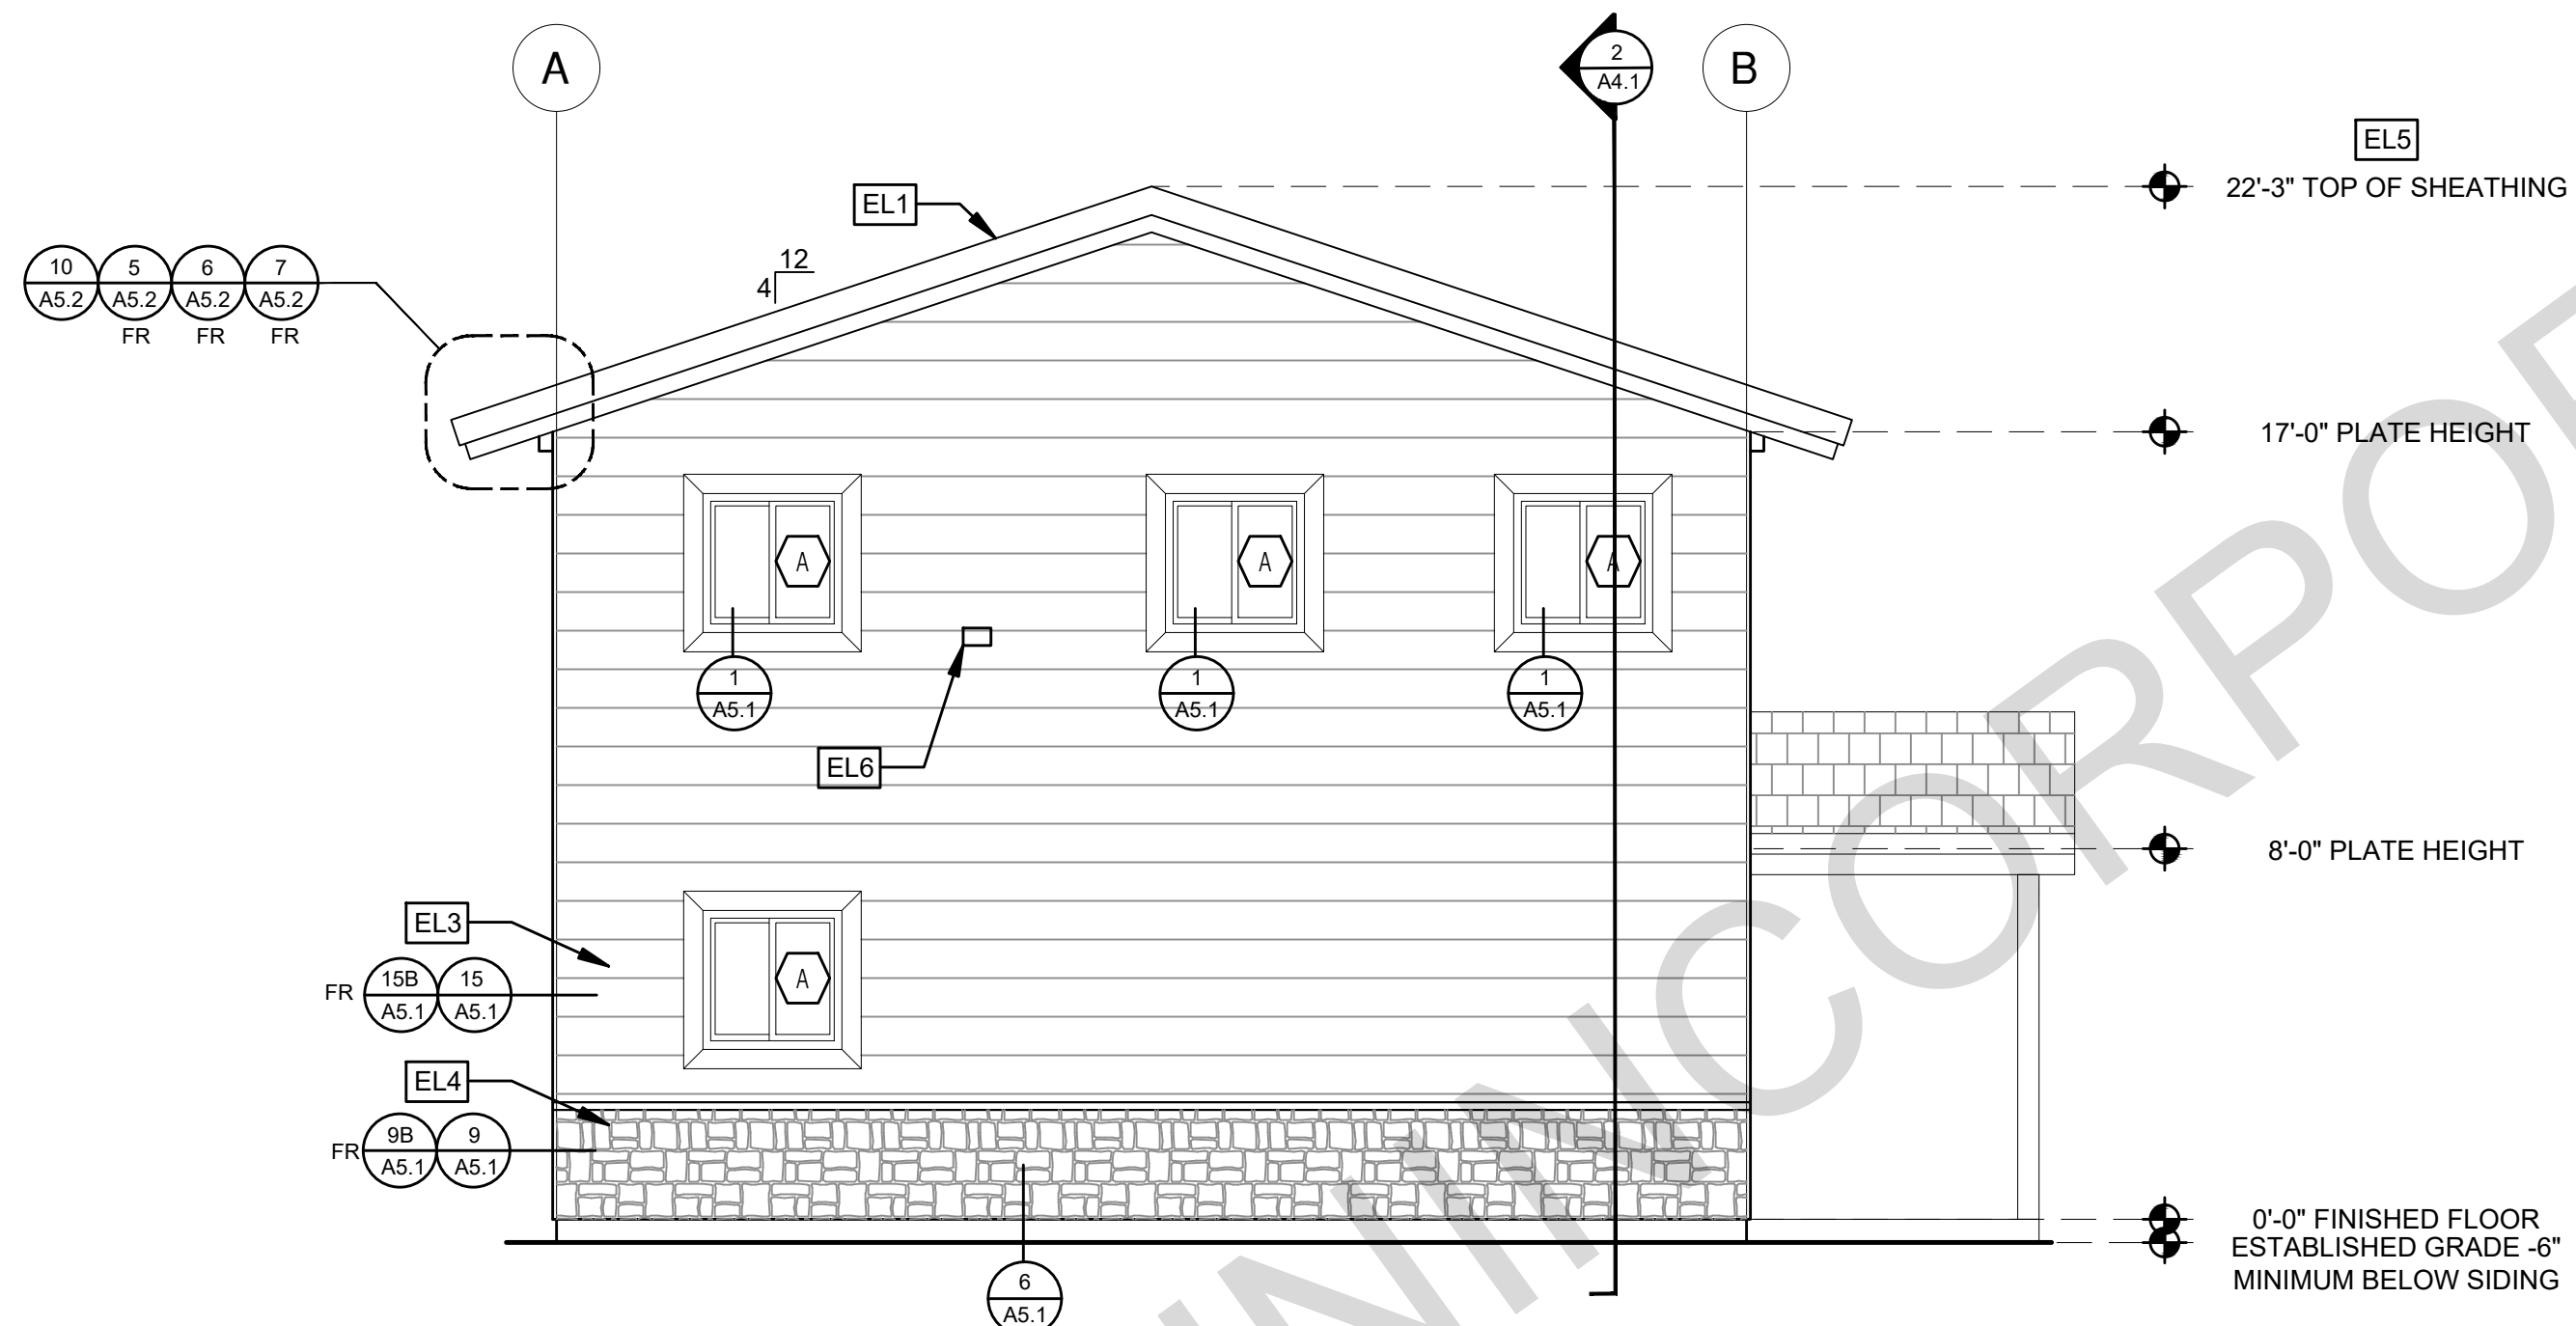 A
2
A4.1
B
EL5
22'-3" TOP OF SHEATHING
EL1
12
4
10
A5.2
5
A5.2
FR
6
A5.2
FR
7
A5.2
FR
17'-0" PLATE HEIGHT
A
A
A
1
A5.1
1
A5.1
1
A5.1
EL6
8'-0" PLATE HEIGHT
EL3
A
FR
15B
A5.1
15
A5.1
EL4
FR
9B
A5.1
9
A5.1
0'-0" FINISHED FLOOR
ESTABLISHED GRADE -6"
MINIMUM BELOW SIDING
6
A5.1